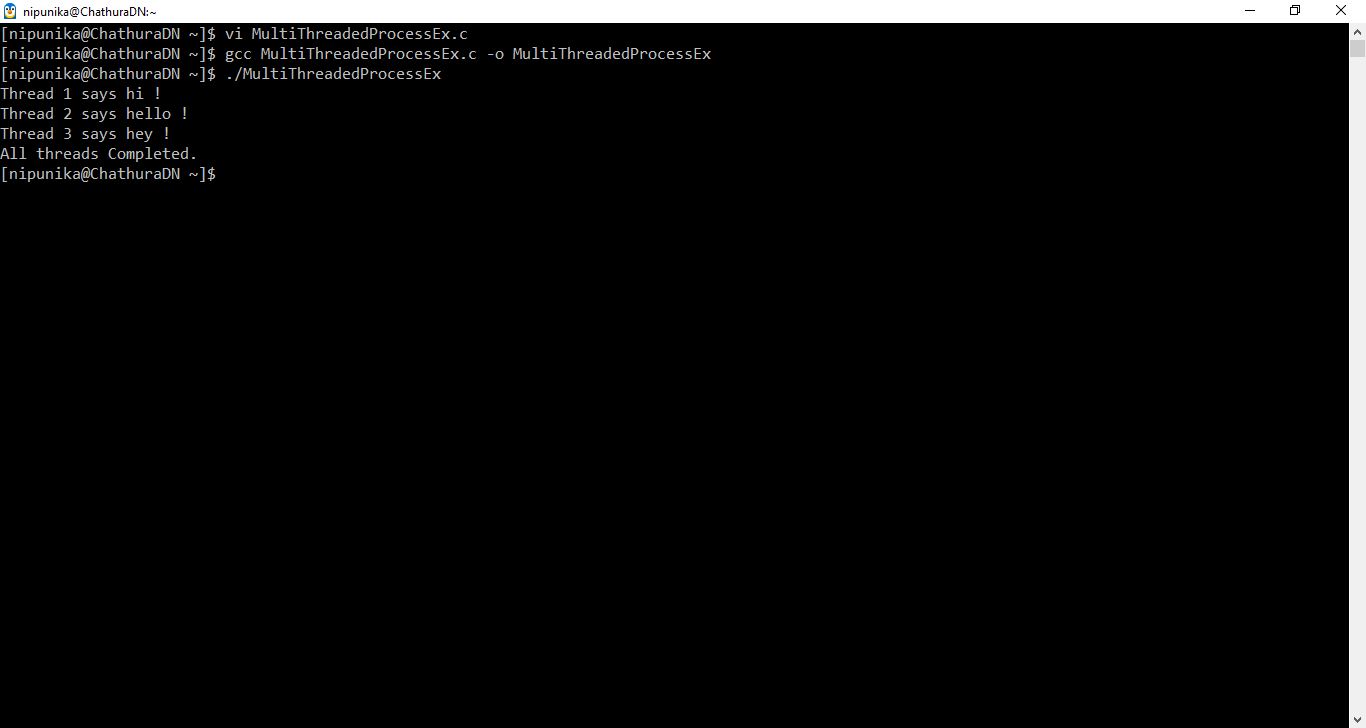 nipunika@ChathuraDN:~
[nipunika@ChathuraDN ~]$ vi MultiThreadedProcessEx.c
[nipunika@ChathuraDN ~]$ gcc MultiThreadedProcessEx.c -o MultiThreadedProcessEx
[nipunika@ChathuraDN ~]$ ./MultiThreadedProcessEx
Thread 1 says hi !
Thread 2 says hello !
Thread 3 says hey !
All threads Completed.
[nipunika@ChathuraDN ~]$